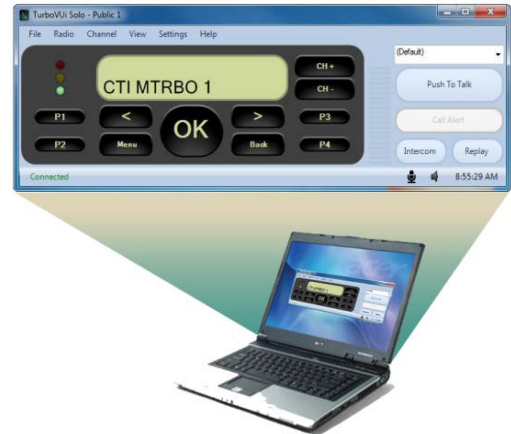 TurboVUi Solo - Public 1
File Radio Channel View Settings Help
(Default)
CTI MTRBO 1
CH +
CH -
Push To Talk
P1 < OK > P3
Call Alert
P2 Menu Back P4
Intercom Replay
Connected 8:55:29 AM